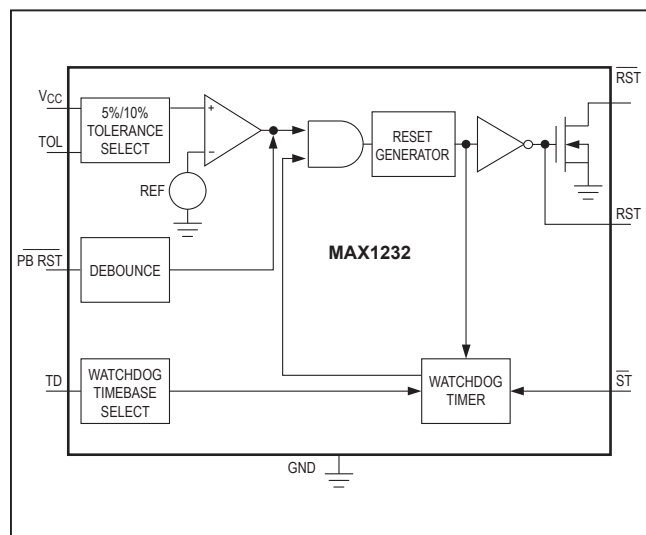 RST
VCC
5%/10%
TOLERANCE
SELECT
TOL
+
−
REF
RESET
GENERATOR
RST
PB RST
DEBOUNCE
MAX1232
TD
WATCHDOG
TIMEBASE
SELECT
WATCHDOG
TIMER
ST
GND